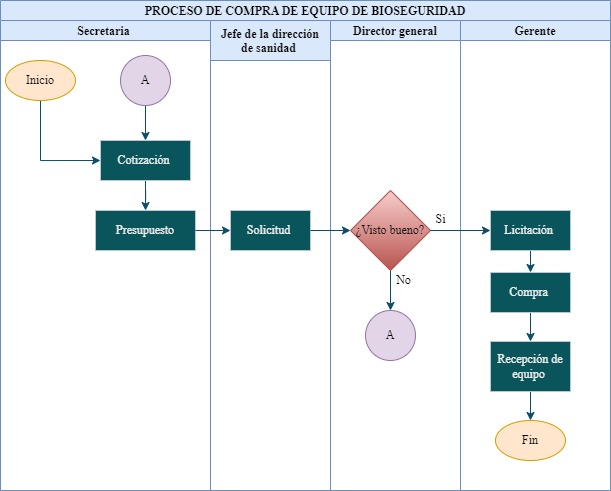 PROCESO DE COMPRA DE EQUIPO DE BIOSEGURIDAD
Secretaria
Jefe de la dirección
de sanidad
Director general
Gerente
Inicio
A
Cotización
Presupuesto
Solicitud
¿Visto bueno?
Si
No
A
Licitación
Compra
Recepción de
equipo
Fin